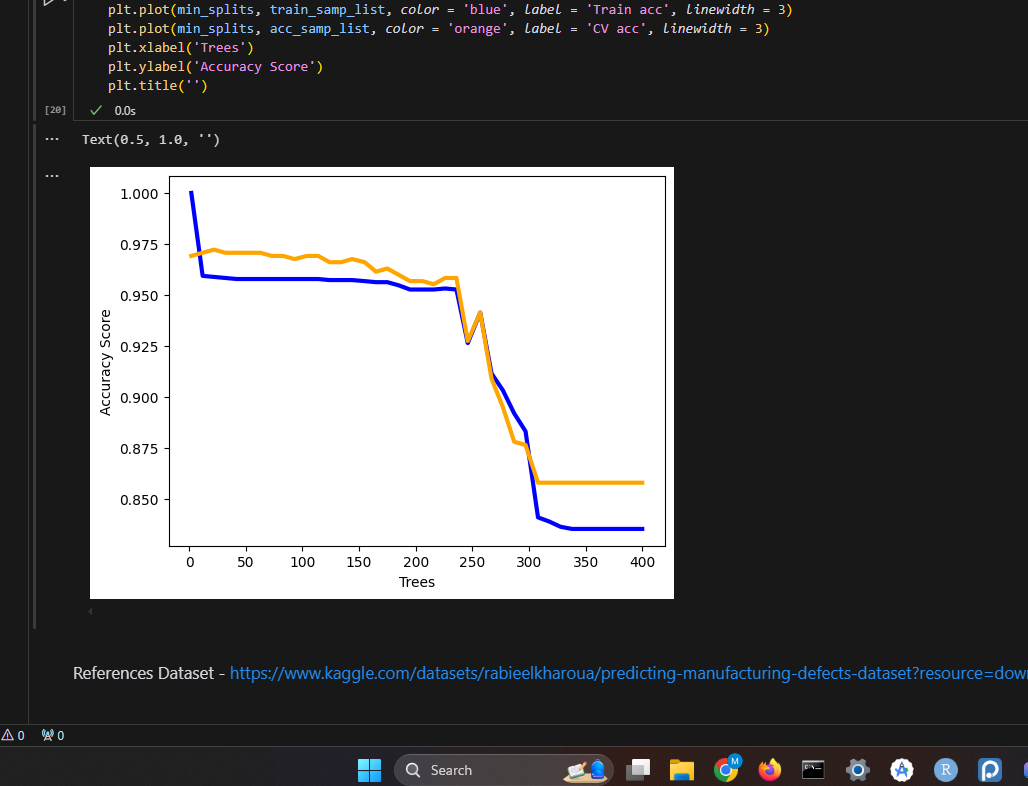 plt.plot(min_splits, train_samp_list, color = 'blue', label = 'Train acc', linewidth = 3)
plt.plot(min_splits, acc_samp_list, color = 'orange', label = 'CV acc', linewidth = 3)
plt.xlabel('Trees')
plt.ylabel('Accuracy Score')
plt.title('')
[20] 0.0s
... Text(0.5, 1.0, '')
...
1.000
0.975
0.950
0.925
0.900
0.875
0.850
Accuracy Score
0 50 100 150 200 250 300 350 400
Trees
References Dataset - https://www.kaggle.com/datasets/rabieelkharoua/predicting-manufacturing-defects-dataset?resource=dow
0 0
Search
M
R